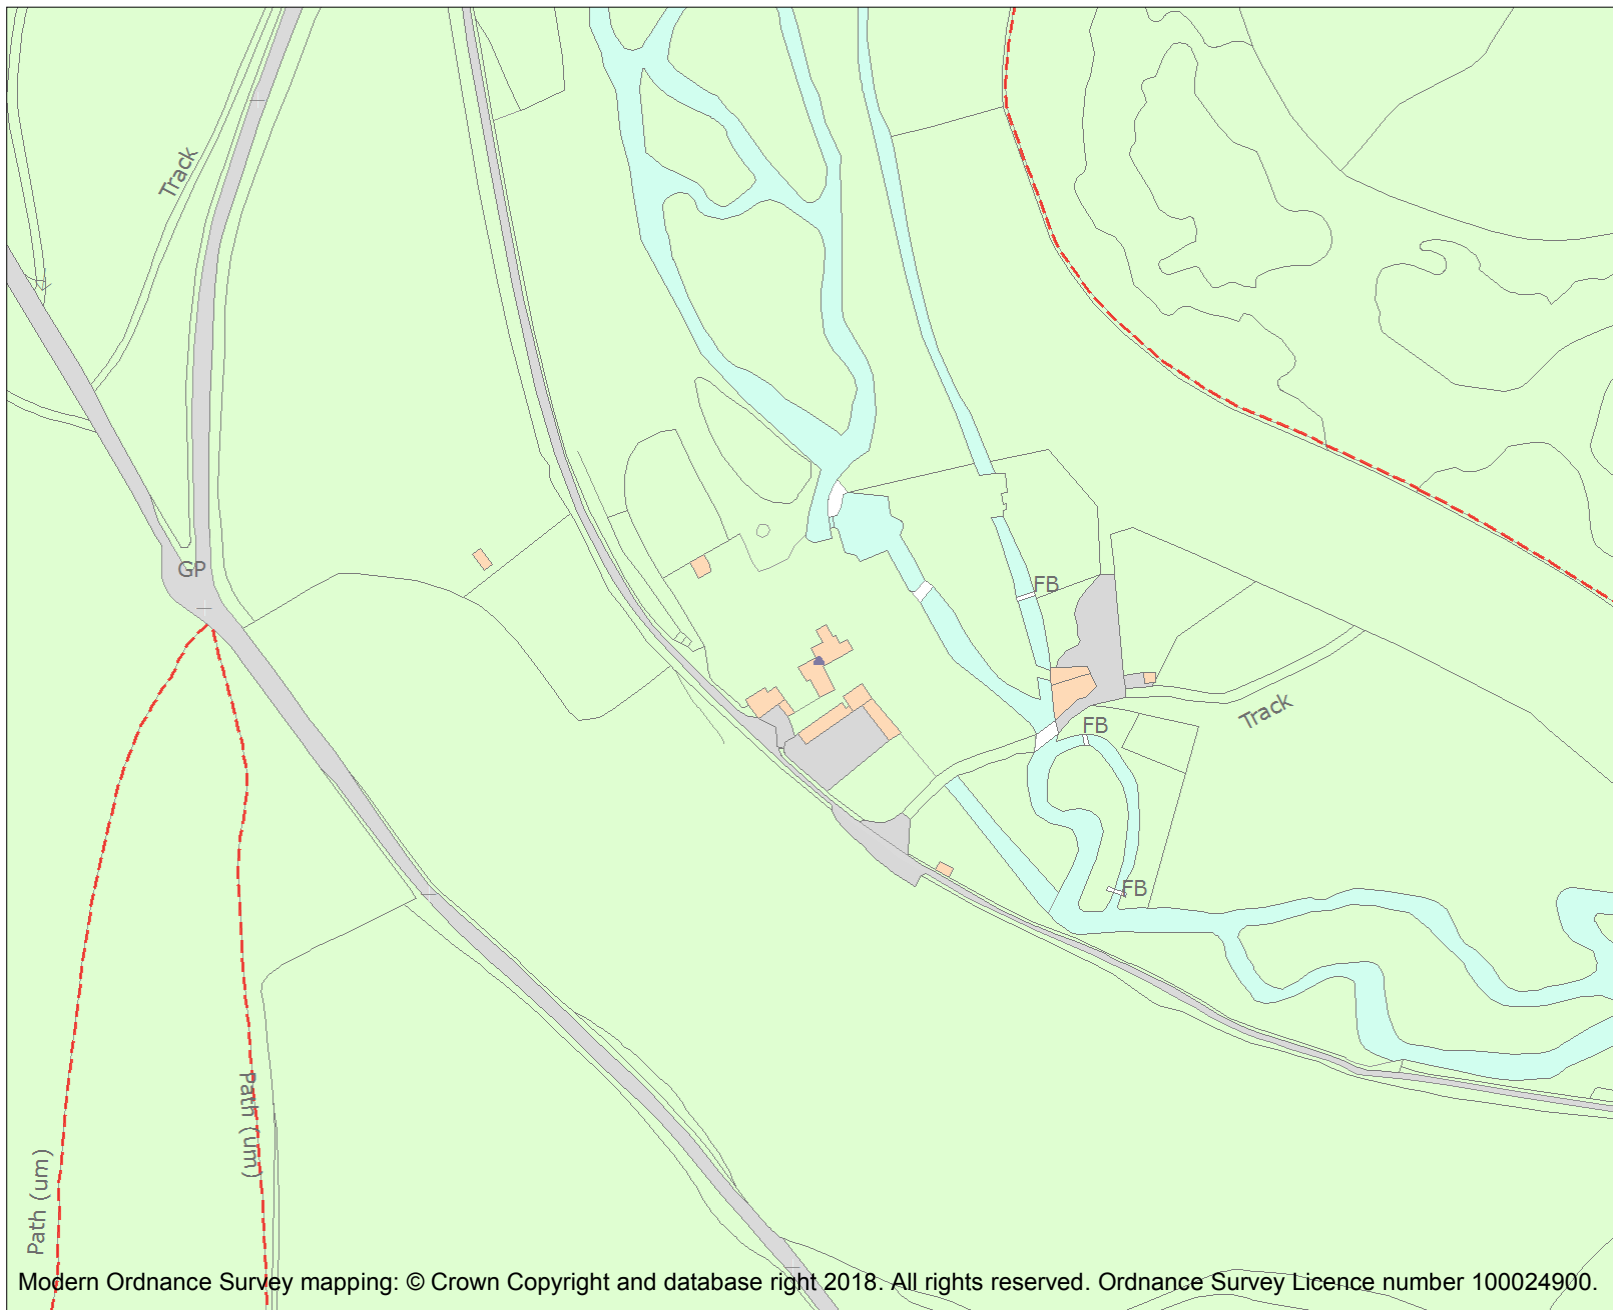 Track
GP
FB
Track
FB
FB
Path (um)
Path (um)
Modern Ordnance Survey mapping: © Crown Copyright and database right 2018. All rights reserved. Ordnance Survey Licence number 100024900.